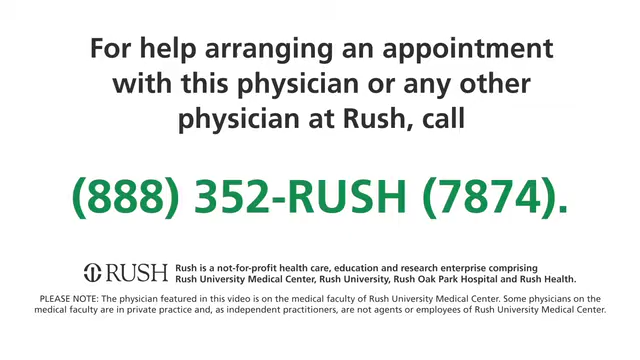 For help arranging an appointment
with this physician or any other
physician at Rush, call
(888) 352-RUSH (7874).
RUSH
Rush is a not-for-profit health care, education and research enterprise comprising
Rush University Medical Center, Rush University, Rush Oak Park Hospital and Rush Health.
PLEASE NOTE: The physician featured in this video is on the medical faculty of Rush University Medical Center. Some physicians on the
medical faculty are in private practice and, as independent practitioners, are not agents or employees of Rush University Medical Center.